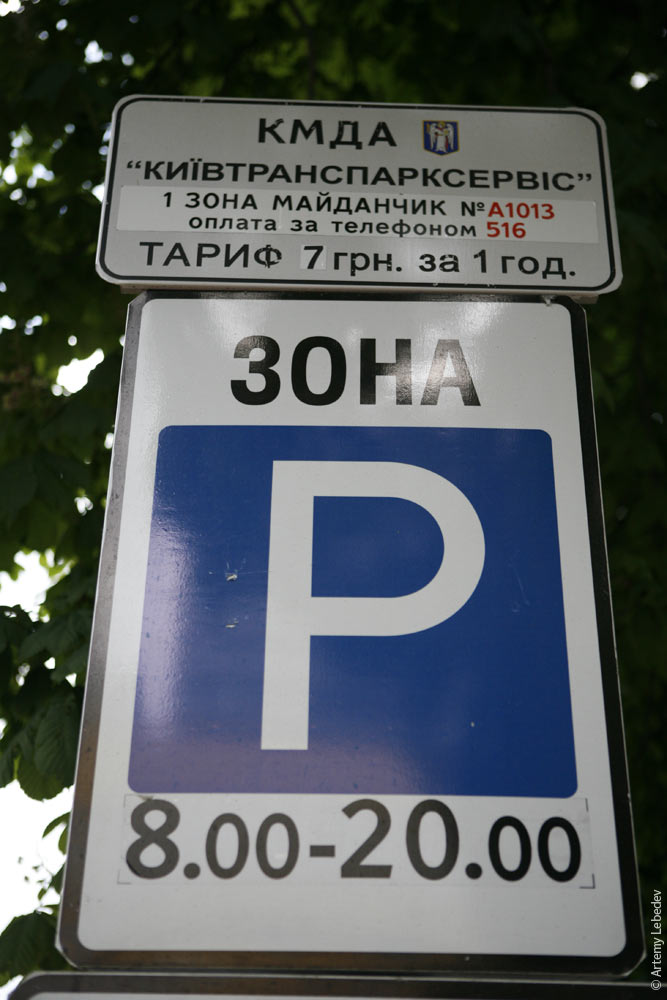 КМДА
“КИЇВТРАНСПАРКСЕРВІС”
1 ЗОНА МАЙДАНЧИК №А1013
оплата за телефоном 516
ТАРИФ 7 грн. за 1 год.
ЗОНА
P
8.00-20.00
© Artemy Lebedev